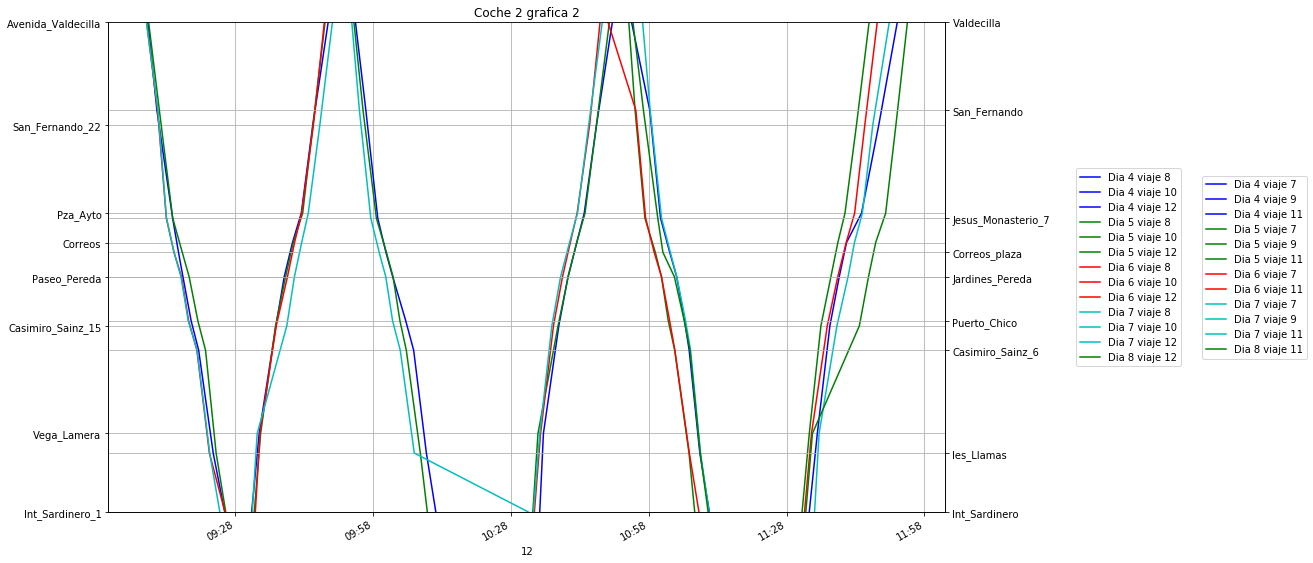 Coche 2 grafica 2
Avenida_Valdecilla
San_Fernando_22
Pza_Ayto
Correos
Paseo_Pereda
Casimiro_Sainz_15
Vega_Lamera
Int_Sardinero_1
Valdecilla
San_Fernando
Jesus_Monasterio_7
Correos_plaza
Jardines_Pereda
Puerto_Chico
Casimiro_Sainz_6
Ies_Llamas
Int_Sardinero
09:28
09:58
10:28
10:58
11:28
11:58
12
Dia 4 viaje 8
Dia 4 viaje 10
Dia 4 viaje 12
Dia 5 viaje 8
Dia 5 viaje 10
Dia 5 viaje 12
Dia 6 viaje 8
Dia 6 viaje 10
Dia 6 viaje 12
Dia 7 viaje 8
Dia 7 viaje 10
Dia 7 viaje 12
Dia 8 viaje 12
Dia 4 viaje 7
Dia 4 viaje 9
Dia 4 viaje 11
Dia 5 viaje 7
Dia 5 viaje 9
Dia 5 viaje 11
Dia 6 viaje 7
Dia 6 viaje 11
Dia 7 viaje 7
Dia 7 viaje 9
Dia 7 viaje 11
Dia 8 viaje 11